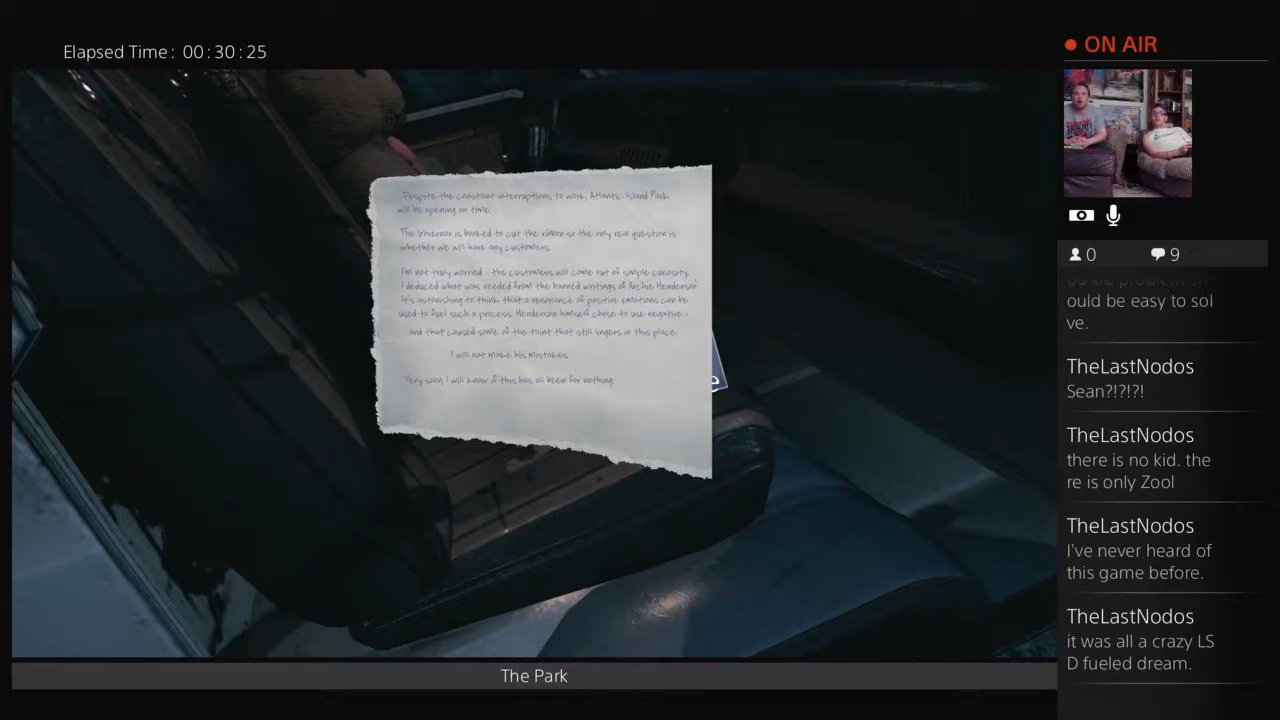 Elapsed Time: 00:30:25
ON AIR
Despite the constant interruptions to work, Atlantic Island Park
will be opening on time.
The Governor is booked to cut the ribbon so the only real question is
whether we will have any customers.
I'm not truly worried - the customers will come out of simple curiosity.
I deduced what was needed from the banned writings of Archie Henderson
It's astonishing to think that a resonance of positive emotions can be
used to fuel such a process. Henderson himself chose to use negative -
and that caused some of the taint that still lingers in this place.
I will not make his mistakes.
Very soon, I will know if this has all been for nothing.
e
The Park
0
9
ould be easy to sol
ve.
TheLastNodos
Sean?!?!?!
TheLastNodos
there is no kid. the
re is only Zool
TheLastNodos
I've never heard of
this game before.
TheLastNodos
it was all a crazy LS
D fueled dream.